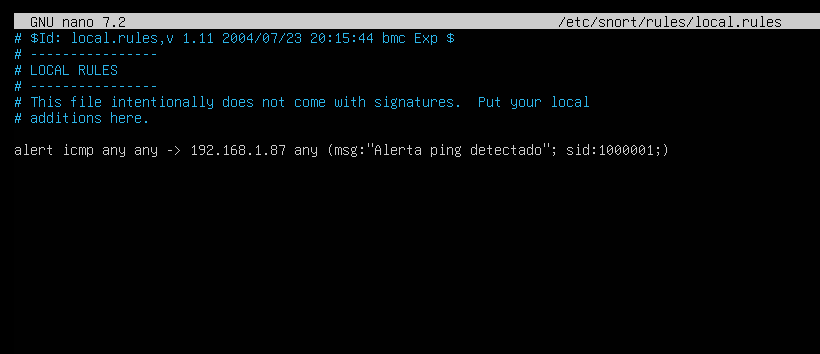 GNU nano 7.2 /etc/snort/rules/local.rules
# $Id: local.rules,v 1.11 2004/07/23 20:15:44 bmc Exp $
# ----------------
# LOCAL RULES
# ----------------
# This file intentionally does not come with signatures.  Put your local
# additions here.
alert icmp any any -> 192.168.1.87 any (msg:"Alerta ping detectado"; sid:1000001;)